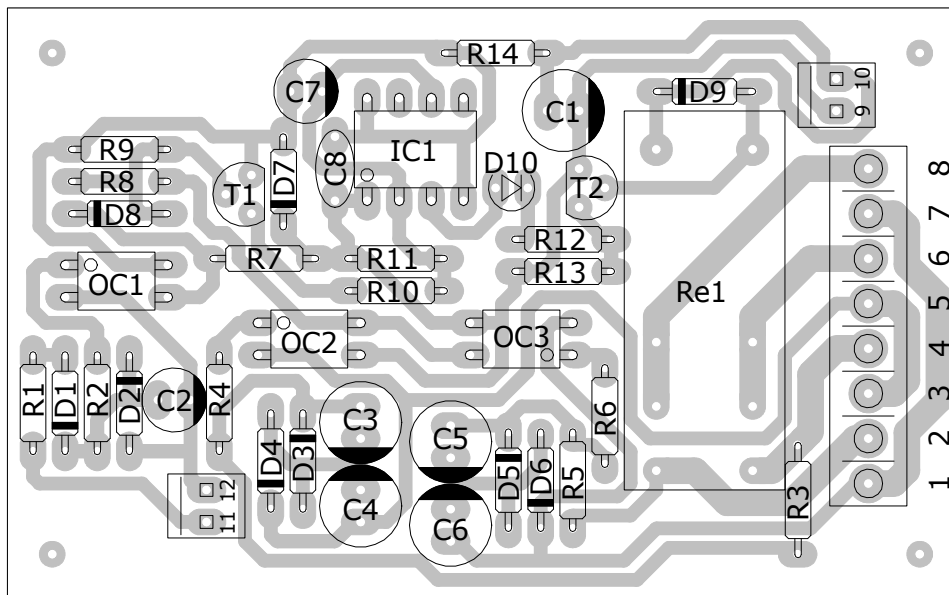 R14
C7
D9
10
9
C1
R9
IC1
C8
D7
D10
R8
T1
T2
8
D8
7
R12
R7
R11
R13
6
OC1
R10
Re1
5
OC2
OC3
4
R1
D1
R2
D2
C2
R4
C3
R6
3
C5
2
D4
D3
D5
D6
R5
R3
1
12
11
C4
C6